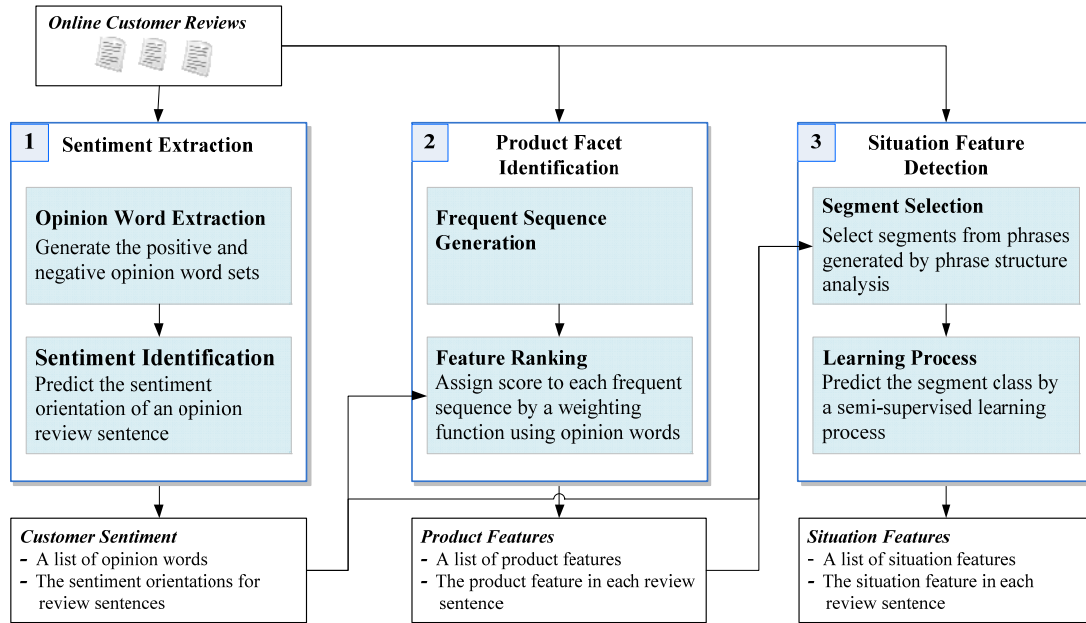 Online Customer Reviews
1
Sentiment Extraction
Opinion Word Extraction
Generate the positive and
negative opinion word sets
Sentiment Identification
Predict the sentiment
orientation of an opinion
review sentence
Customer Sentiment
- A list of opinion words
- The sentiment orientations for
review sentences
2
Product Facet
Identification
Frequent Sequence
Generation
Feature Ranking
Assign score to each frequent
sequence by a weighting
function using opinion words
Product Features
- A list of product features
- The product feature in each review
sentence
3
Situation Feature
Detection
Segment Selection
Select segments from phrases
generated by phrase structure
analysis
Learning Process
Predict the segment class by
a semi-supervised learning
process
Situation Features
- A list of situation features
- The situation feature in each
review sentence